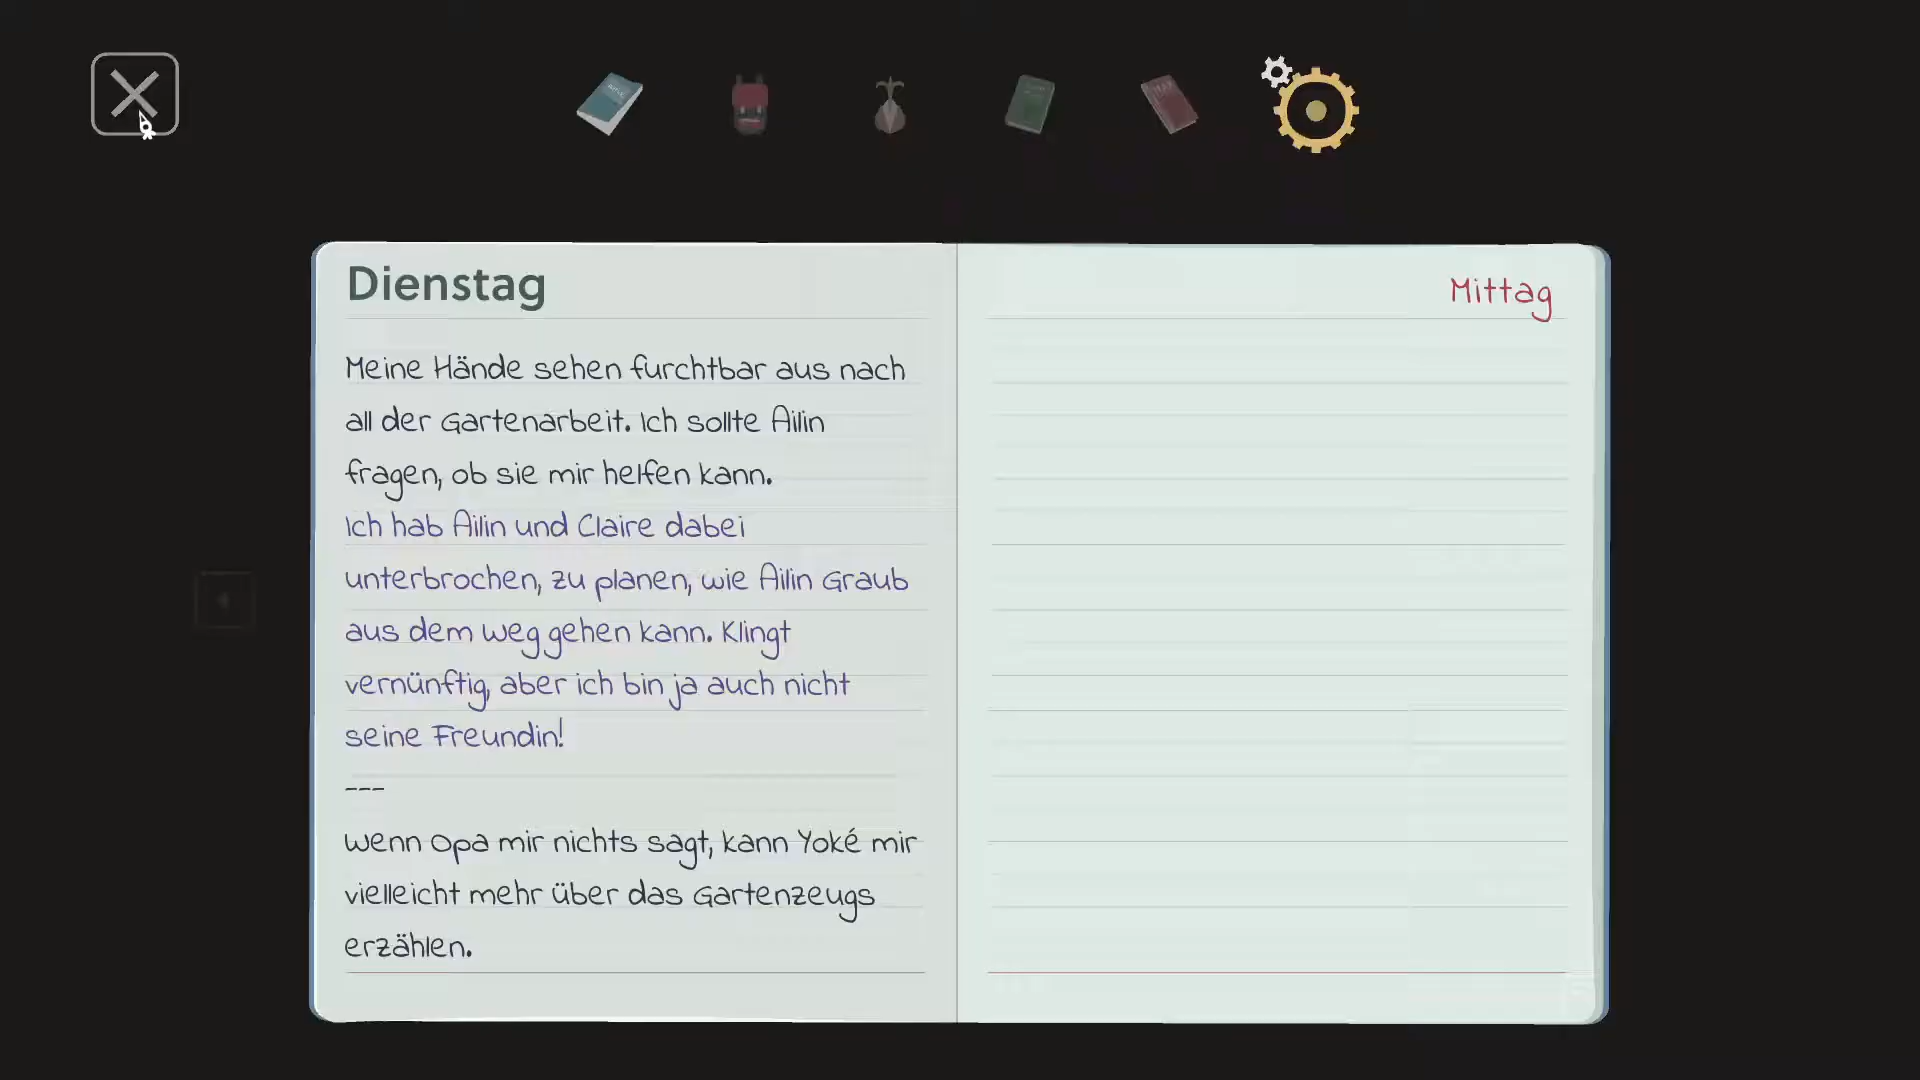 Dienstag
Mittag
Meine Hände sehen furchtbar aus nach
all der Gartenarbeit. Ich sollte Ailin
fragen, ob sie mir helfen kann.
Ich hab Ailin und Claire dabei
unterbrochen, zu planen, wie Ailin Graub
aus dem Weg gehen kann. Klingt
vernünftig, aber ich bin ja auch nicht
seine Freundin!
---
Wenn Opa mir nichts sagt, kann Yoké mir
vielleicht mehr über das Gartenzeugs
erzählen.